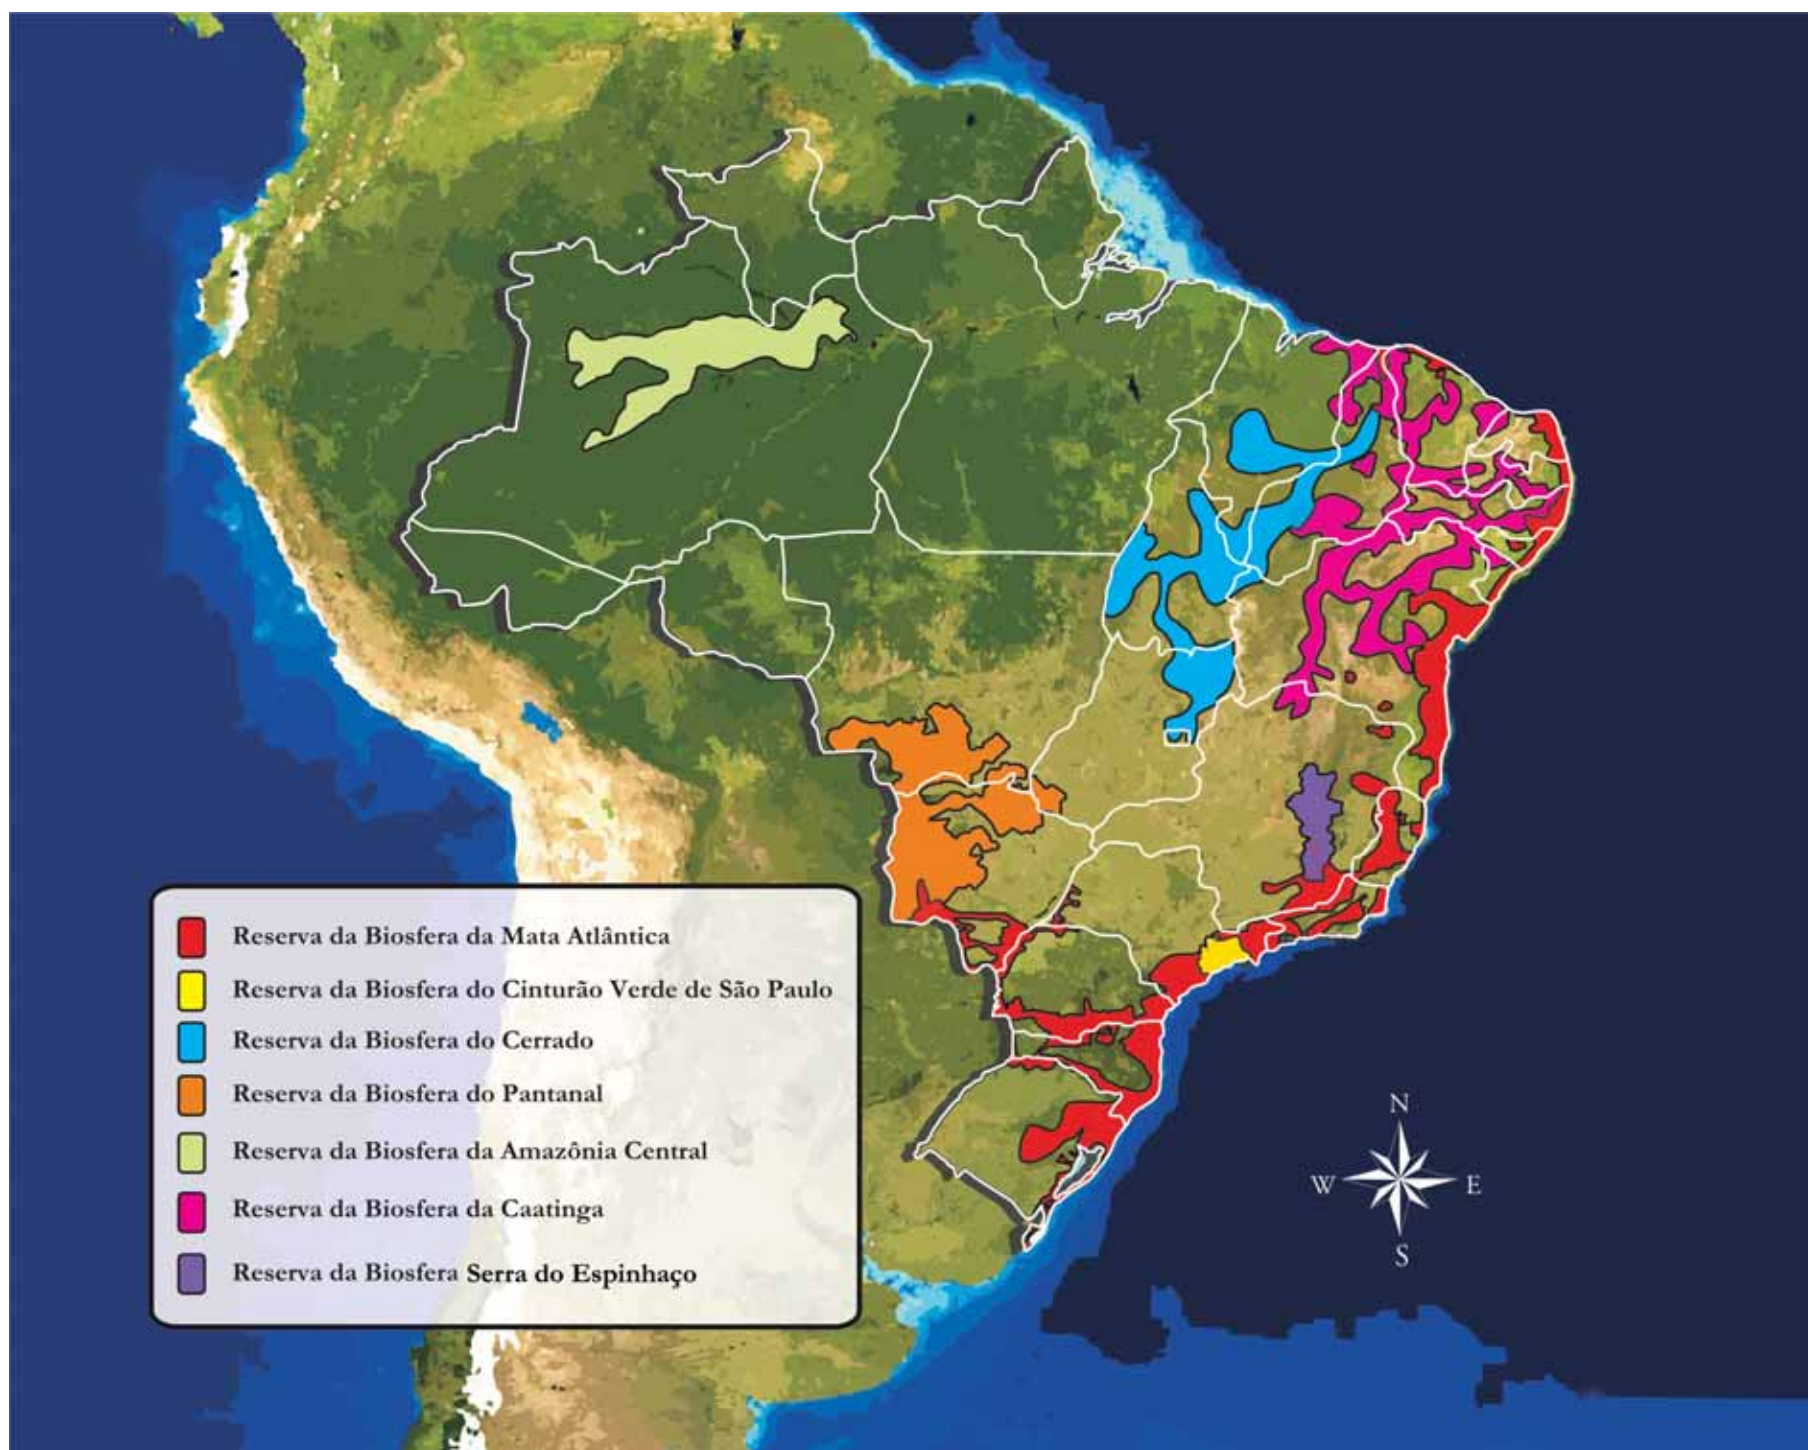 Reserva da Biosfera da Mata Atlântica
Reserva da Biosfera do Cinturão Verde de São Paulo
Reserva da Biosfera do Cerrado
Reserva da Biosfera do Pantanal
Reserva da Biosfera da Amazônia Central
Reserva da Biosfera da Caatinga
Reserva da Biosfera Serra do Espinhaço
N
W E
S